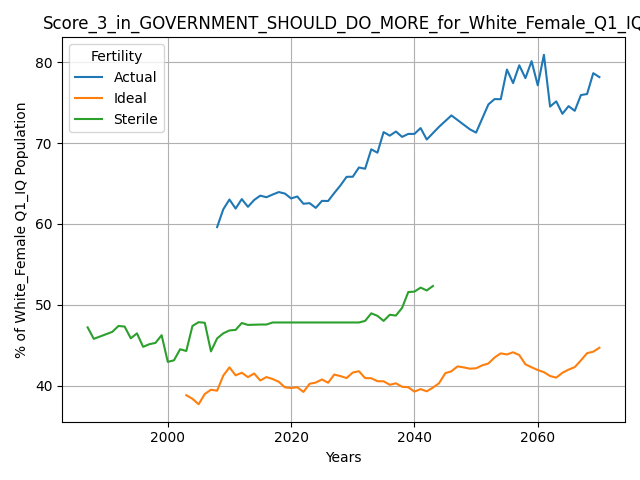 Score_3_in_GOVERNMENT_SHOULD_DO_MORE_for_White_Female_Q1_IQ
Fertility
Actual
Ideal
Sterile
% of White_Female Q1_IQ Population
80
70
60
50
40
2000
2020
2040
2060
Years